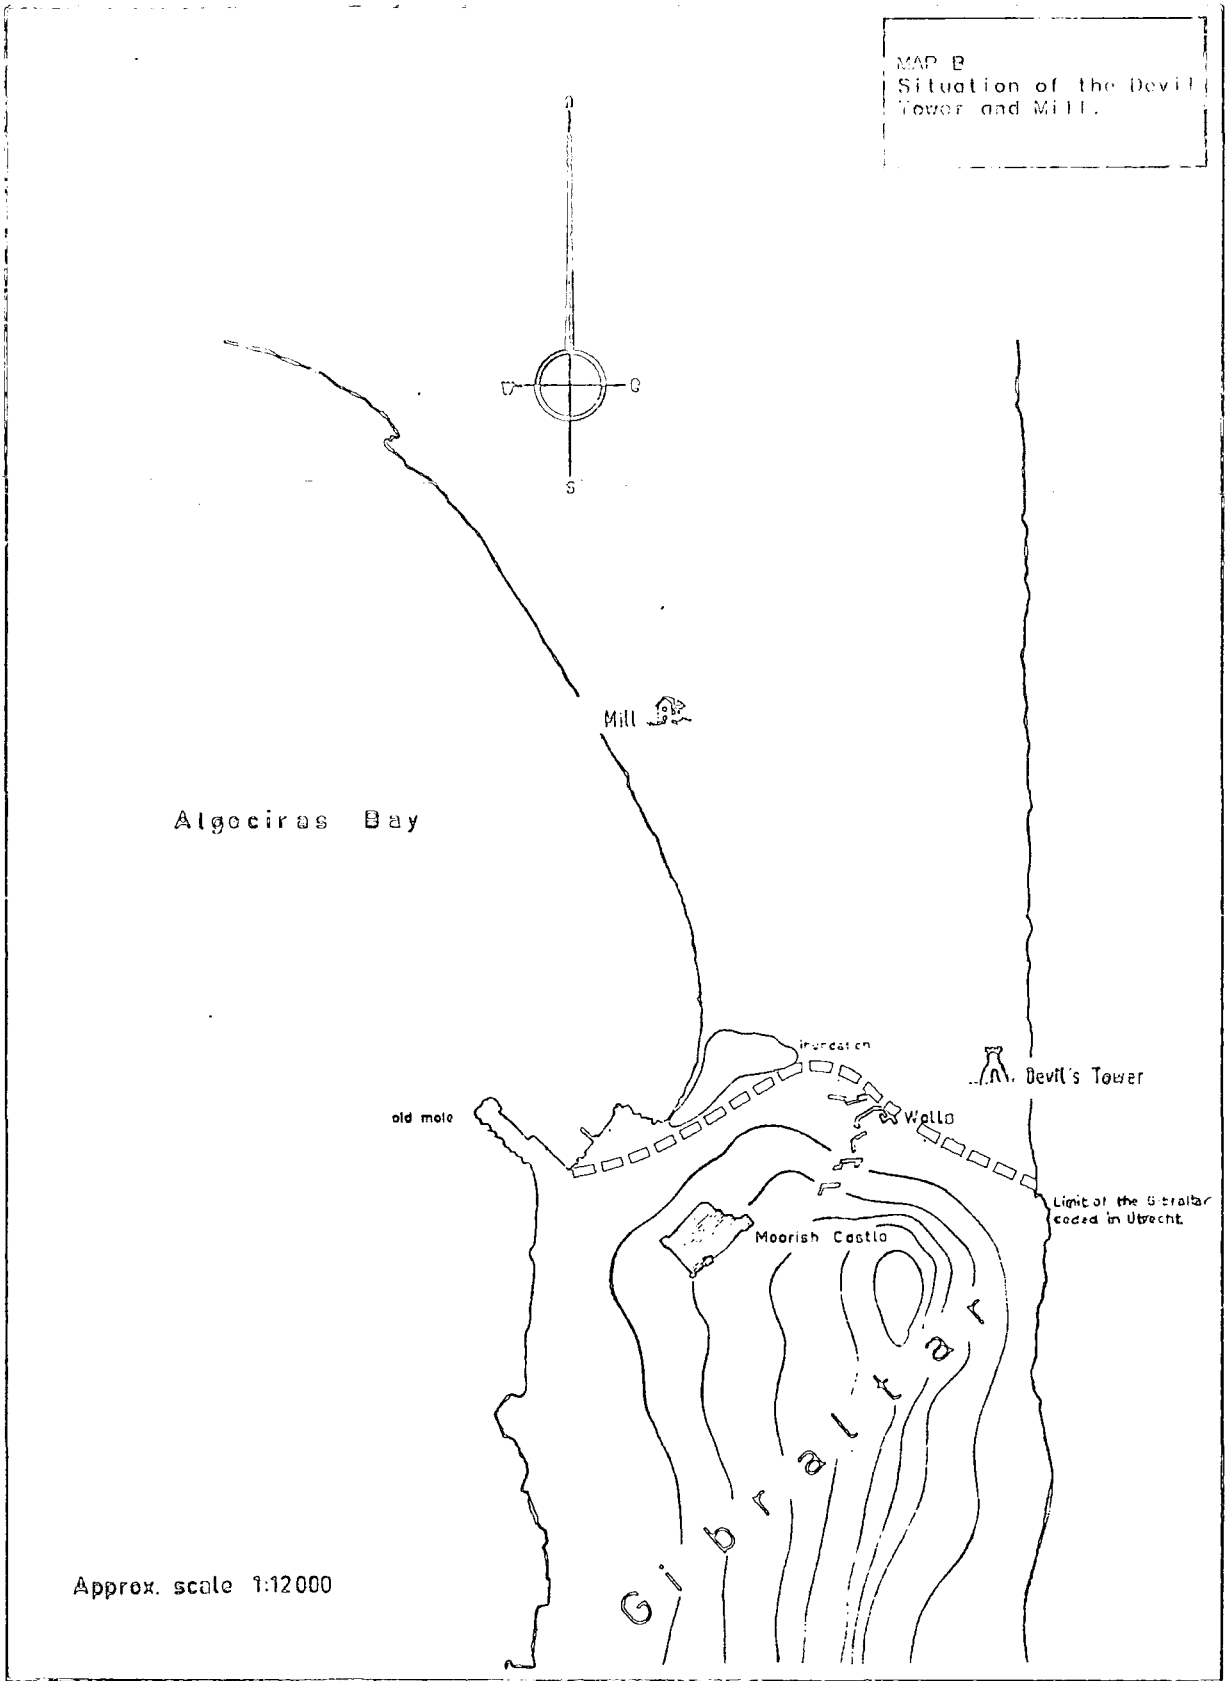 MAP B
Situation of the Devil
Tower and Mill.
S
Mill
Algeciras Bay
inundation
Devil's Tower
old mole
Walls
Limit of the Gibraltar
ceded in Utrecht.
Moorish Castle
Gibraltar
Approx. scale 1:12000